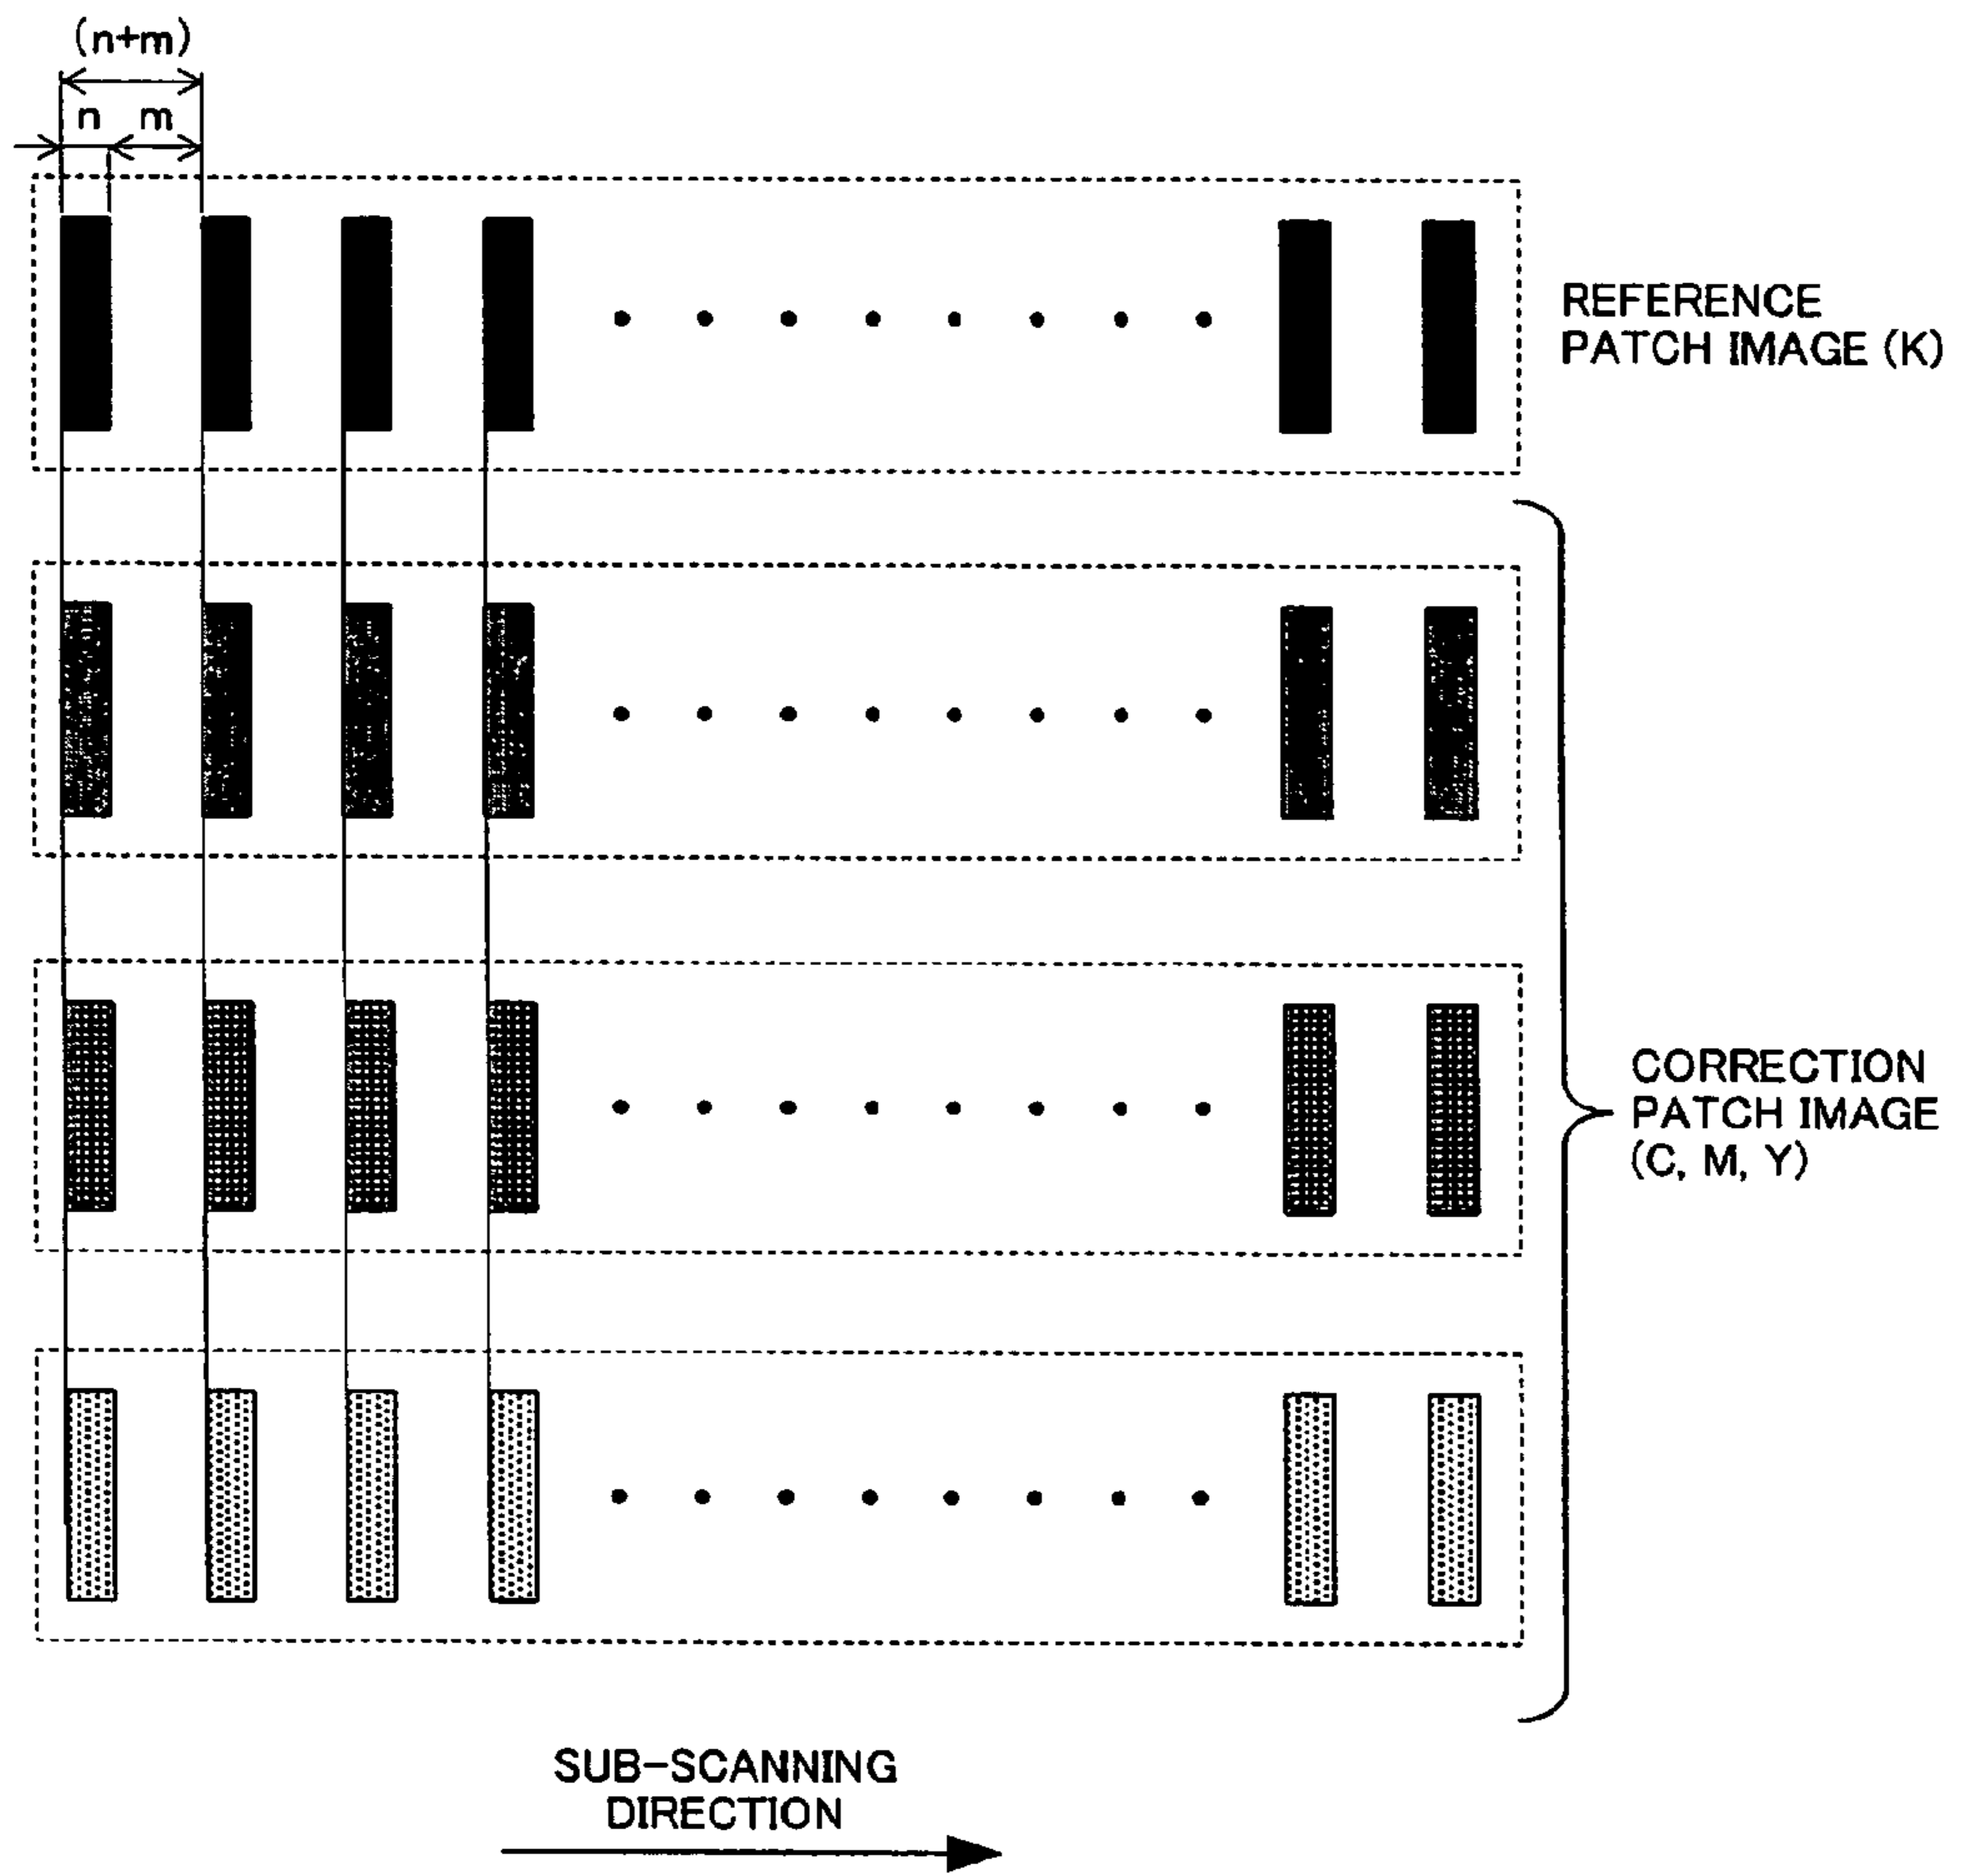 (n+m)
n m
REFERENCE
PATCH IMAGE (K)
CORRECTION
PATCH IMAGE
(C, M, Y)
SUB-SCANNING
DIRECTION